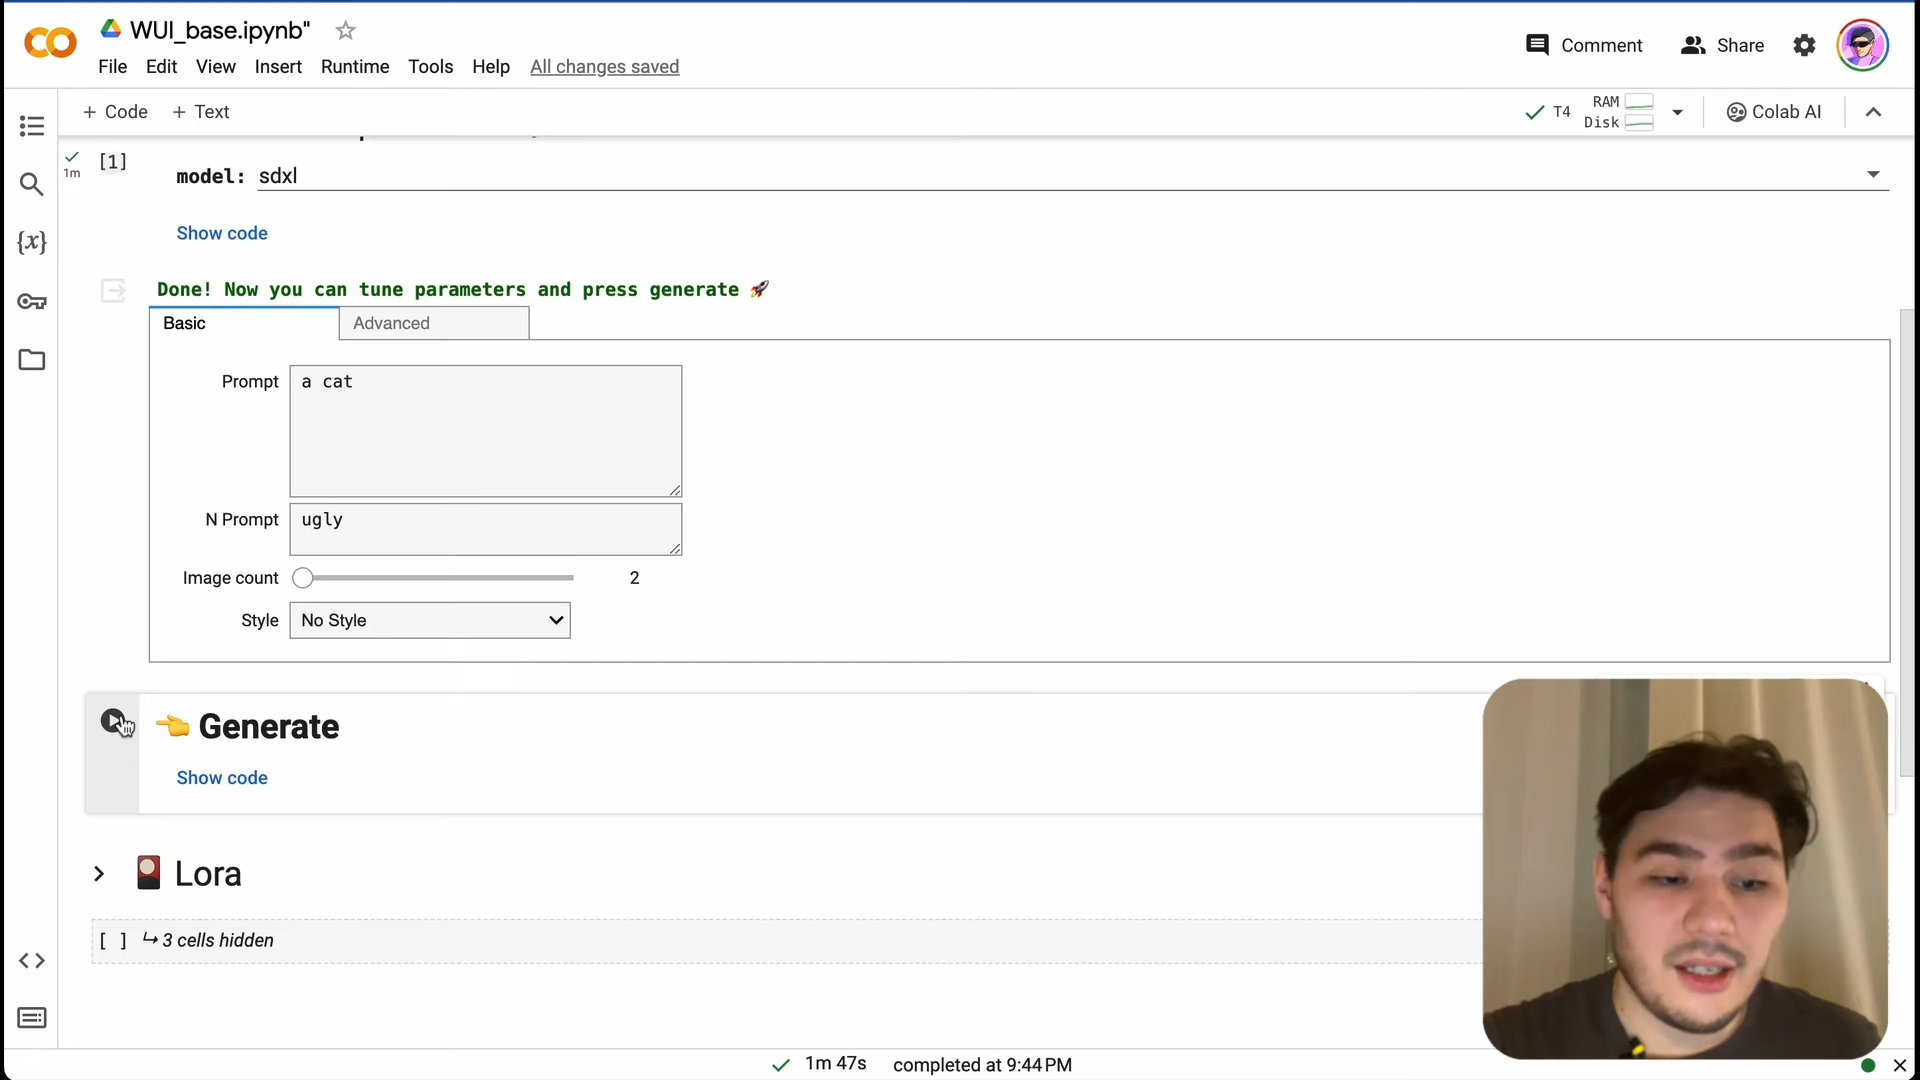 WUI_base.ipynb"
Comment
Share
File Edit View Insert Runtime Tools Help All changes saved
+ Code + Text
T4
RAM
Disk
Colab AI
[1]
1m
model: sdxl
Show code
{x}
Done! Now you can tune parameters and press generate 🚀
Basic
Advanced
Prompt
a cat
N Prompt
ugly
Image count
2
Style
No Style
👈 Generate
Show code
🎴 Lora
[ ] ↳ 3 cells hidden
1m 47s completed at 9:44 PM